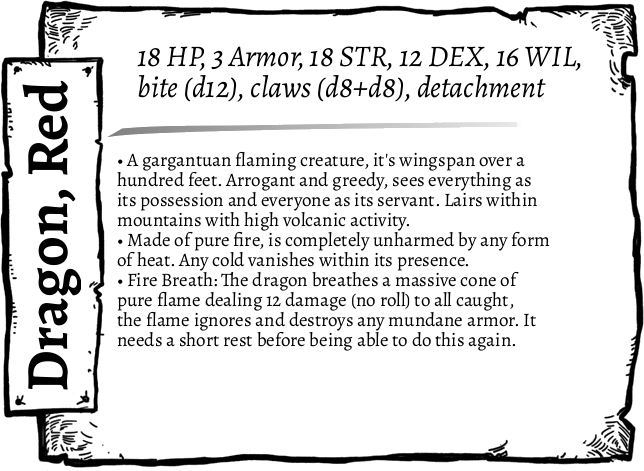 Dragon, Red
18 HP, 3 Armor, 18 STR, 12 DEX, 16 WIL,
bite (d12), claws (d8+d8), detachment
• A gargantuan flaming creature, it's wingspan over a
hundred feet. Arrogant and greedy, sees everything as
its possession and everyone as its servant. Lairs within
mountains with high volcanic activity.
• Made of pure fire, is completely unharmed by any form
of heat. Any cold vanishes within its presence.
• Fire Breath: The dragon breathes a massive cone of
pure flame dealing 12 damage (no roll) to all caught,
the flame ignores and destroys any mundane armor. It
needs a short rest before being able to do this again.